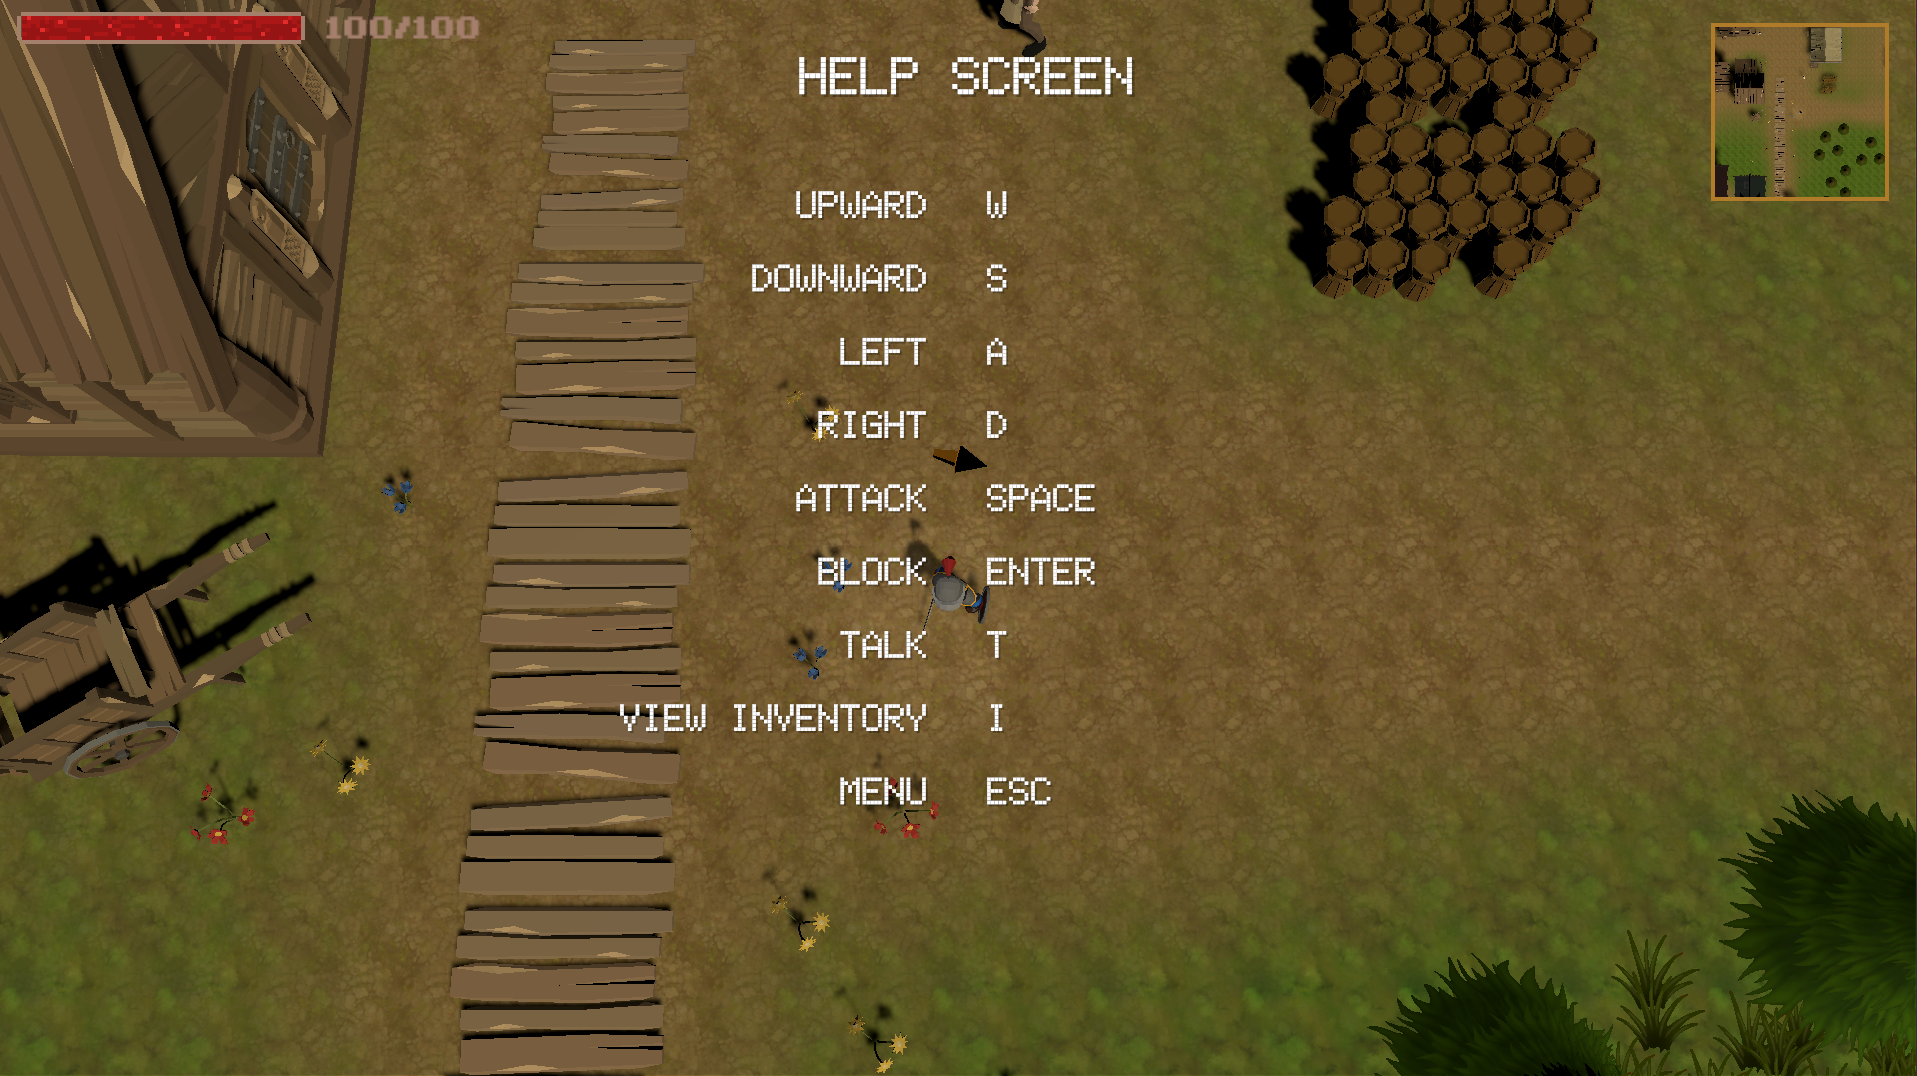 100/100
HELP SCREEN
UPWARD W
DOWNWARD S
LEFT A
RIGHT D
ATTACK SPACE
BLOCK ENTER
TALK T
VIEW INVENTORY I
MENU ESC